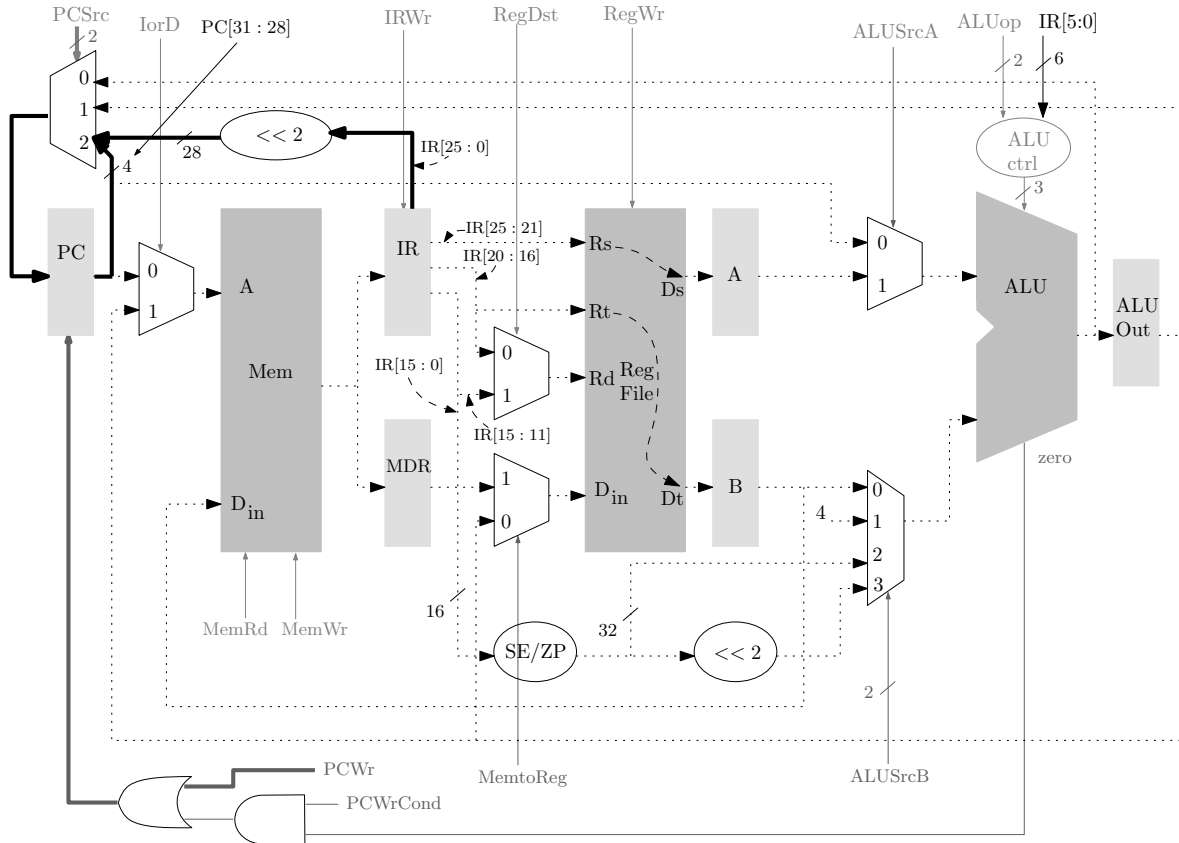 PCSrc
2
IorD
PC[31 : 28]
IRWr
RegDst
RegWr
ALUSrcA
ALUop
IR[5:0]
2
6
0
1
2
<< 2
28
4
IR[25 : 0]
ALU
ctrl
3
PC
0
1
A
Mem
D in
IR
IR[25 : 21]
IR[20 : 16]
IR[15 : 0]
0
1
IR[15 : 11]
MDR
1
0
Rs
Ds
Rt
Rd
Reg
File
D in
Dt
A
B
0
1
ALU
ALU
Out
zero
4
0
1
2
3
MemRd
MemWr
16
SE/ZP
32
<< 2
2
PCWr
MemtoReg
ALUSrcB
PCWrCond